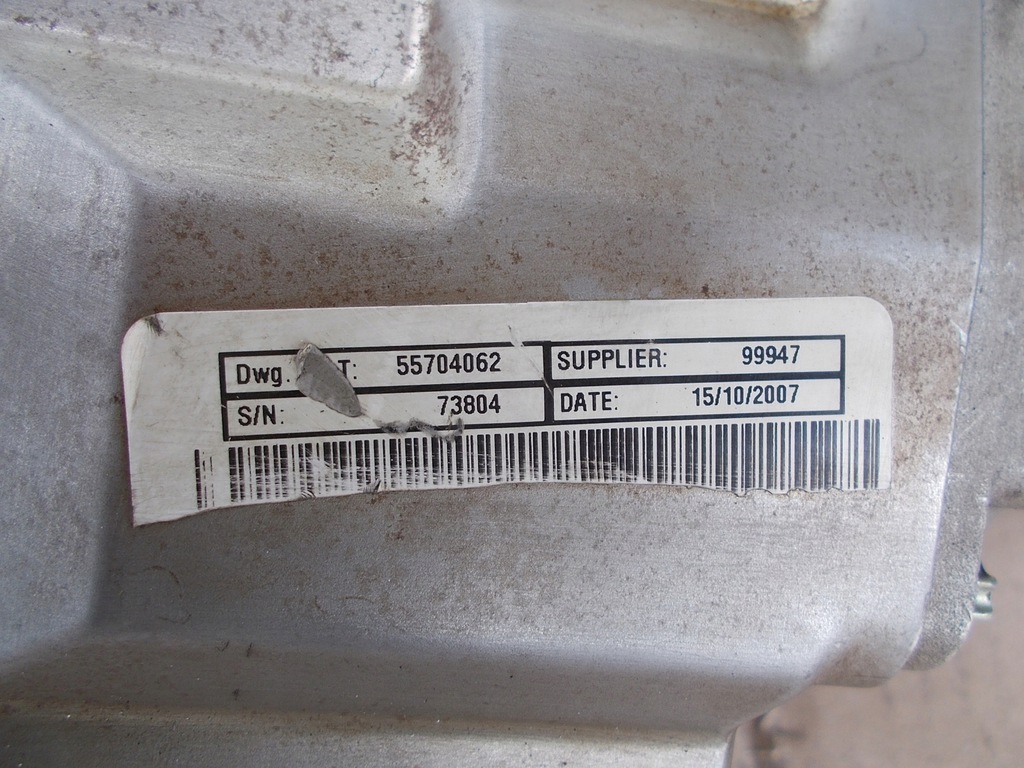 Dwg. T: 55704062 SUPPLIER: 99947
S/N: 73804 DATE: 15/10/2007